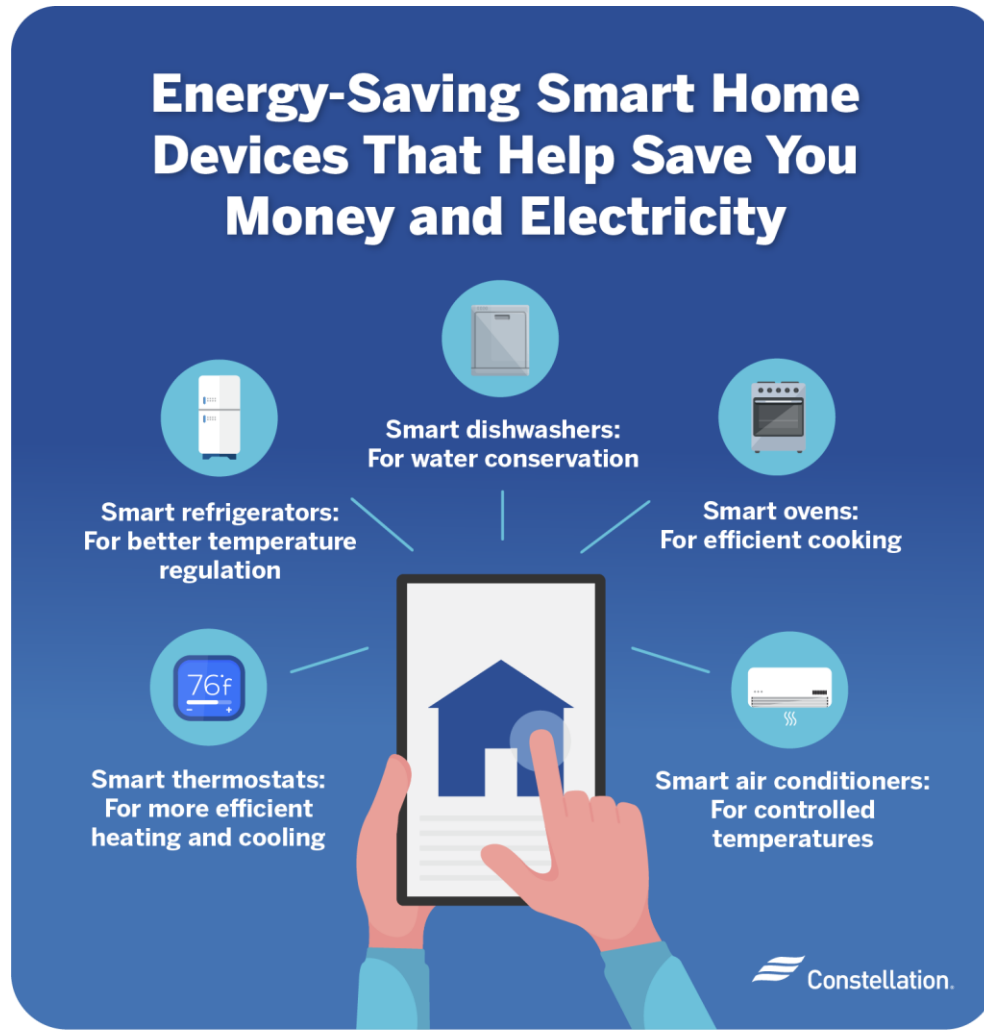 Energy-Saving Smart Home
Devices That Help Save You
Money and Electricity
Smart dishwashers:
For water conservation
Smart refrigerators:
For better temperature
regulation
Smart ovens:
For efficient cooking
76°F
- +
Smart thermostats:
For more efficient
heating and cooling
Smart air conditioners:
For controlled
temperatures
Constellation.